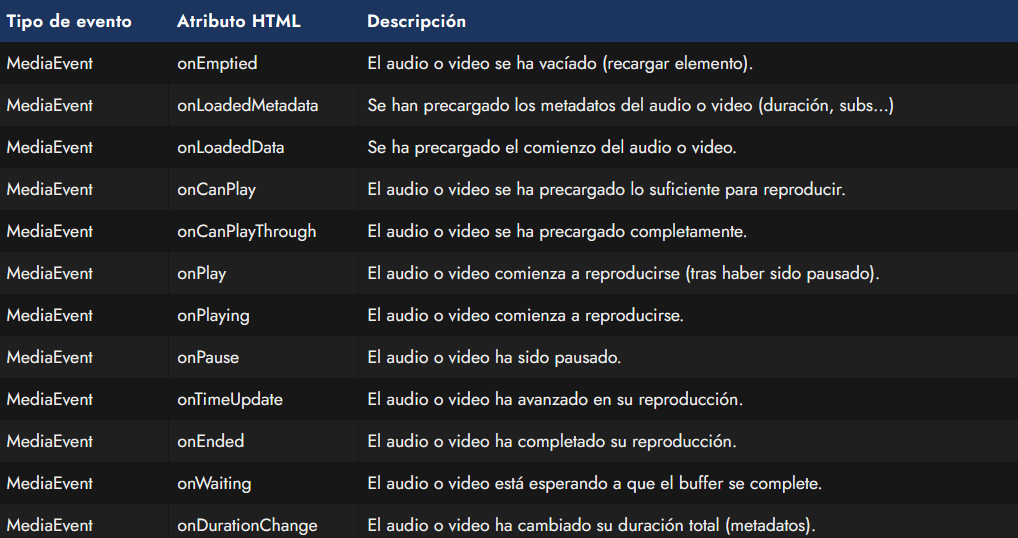 Tipo de evento Atributo HTML Descripción
MediaEvent onEmptied El audio o video se ha vacíado (recargar elemento).
MediaEvent onLoadedMetadata Se han precargado los metadatos del audio o video (duración, subs...)
MediaEvent onLoadedData Se ha precargado el comienzo del audio o video.
MediaEvent onCanPlay El audio o video se ha precargado lo suficiente para reproducir.
MediaEvent onCanPlayThrough El audio o video se ha precargado completamente.
MediaEvent onPlay El audio o video comienza a reproducirse (tras haber sido pausado).
MediaEvent onPlaying El audio o video comienza a reproducirse.
MediaEvent onPause El audio o video ha sido pausado.
MediaEvent onTimeUpdate El audio o video ha avanzado en su reproducción.
MediaEvent onEnded El audio o video ha completado su reproducción.
MediaEvent onWaiting El audio o video está esperando a que el buffer se complete.
MediaEvent onDurationChange El audio o video ha cambiado su duración total (metadatos).